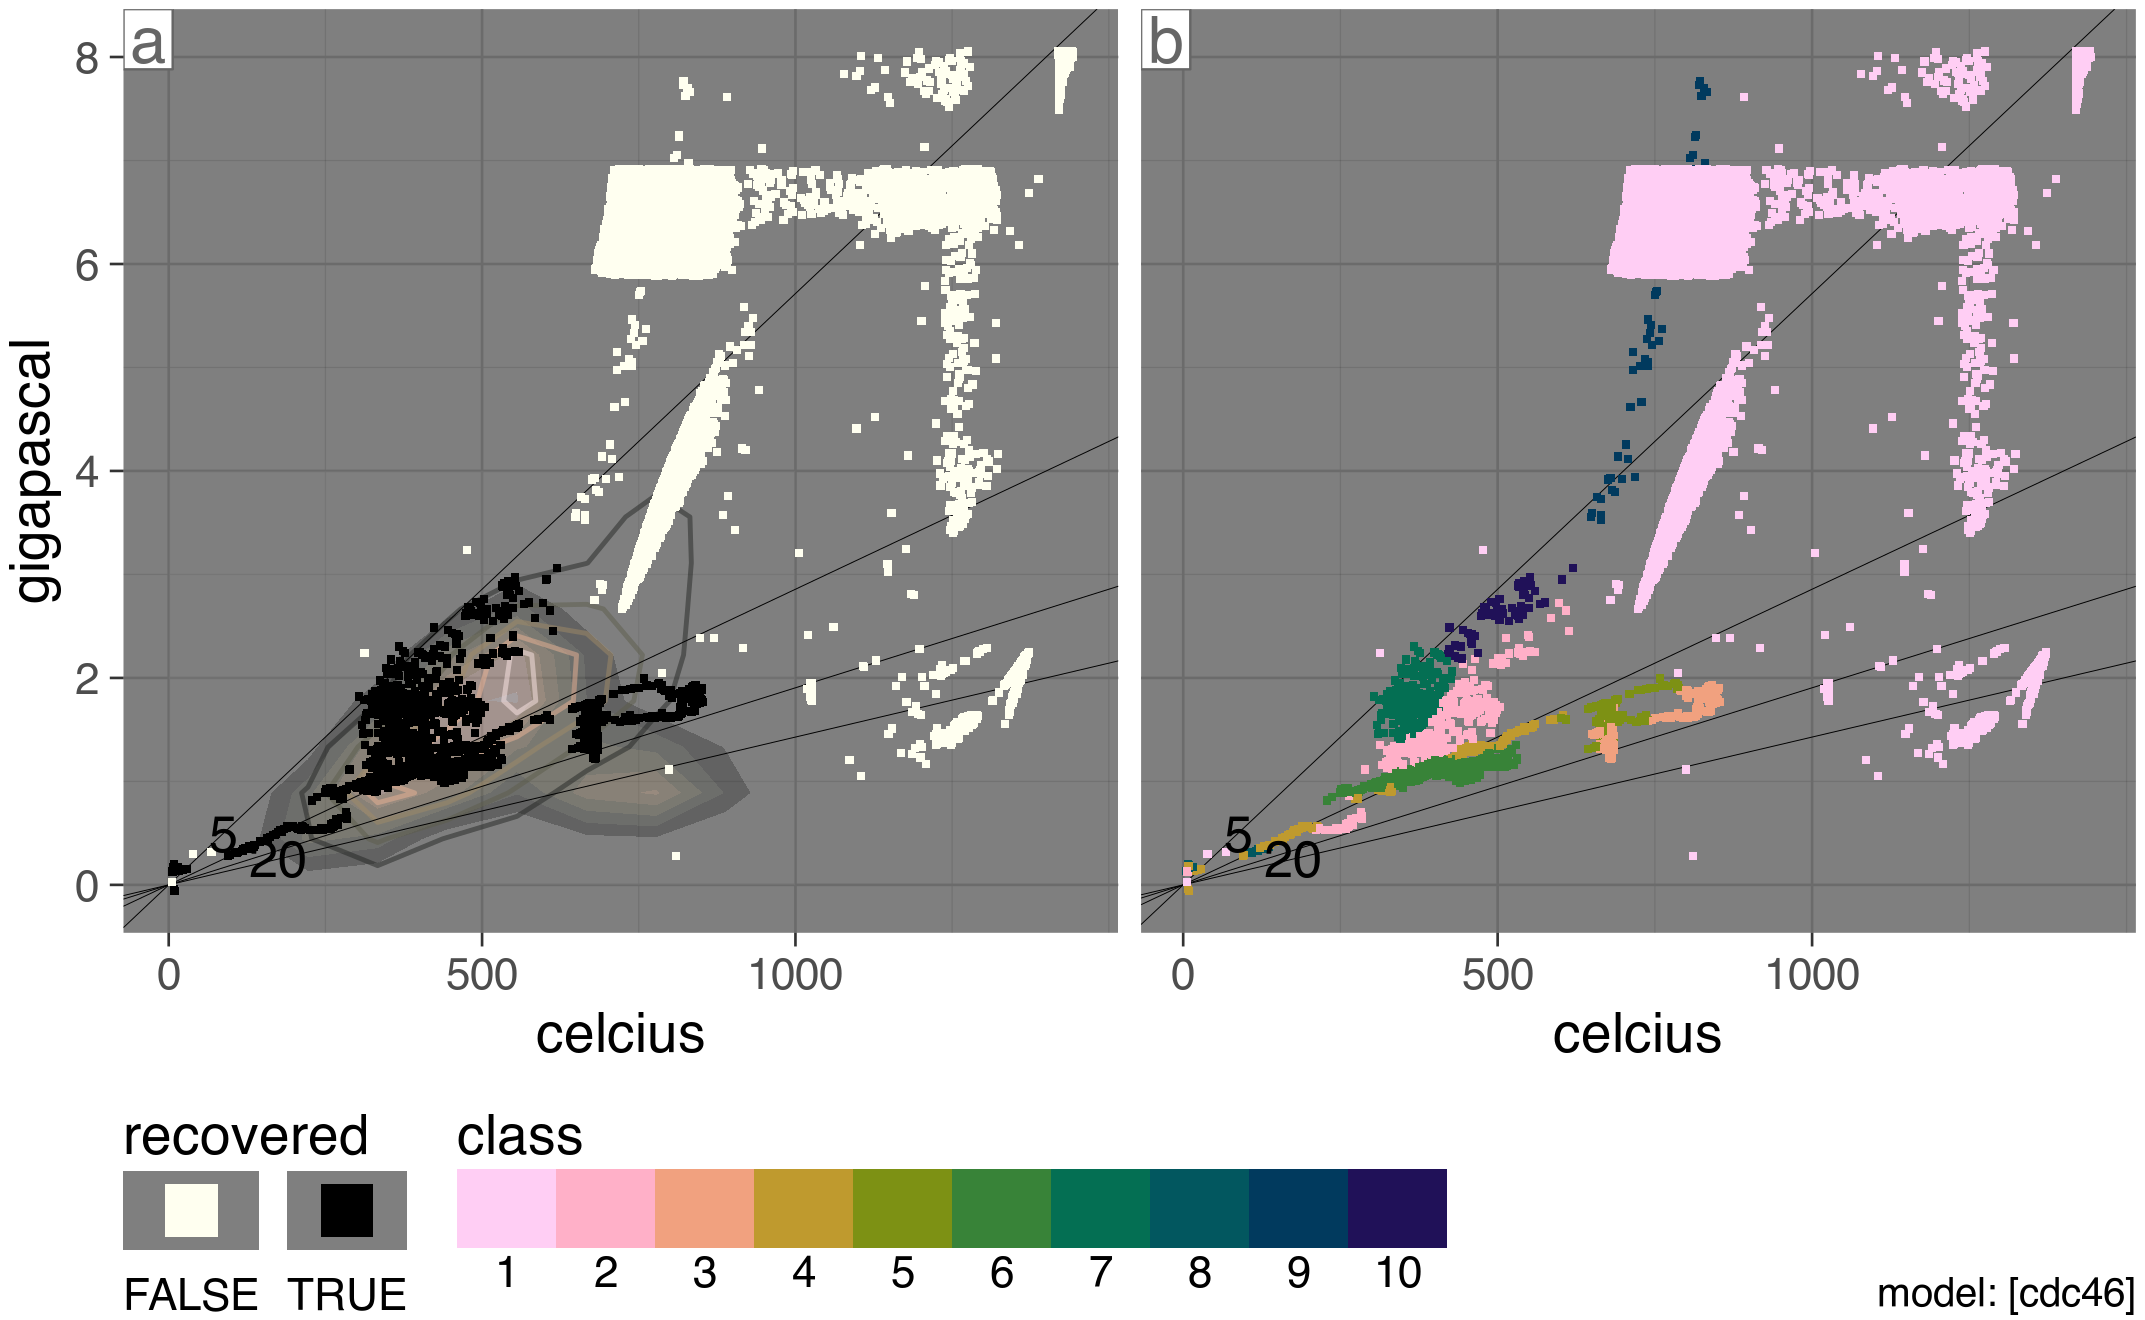 a
b
gigapascal
8
6
4
2
0
5
20
5
20
0 500 1000
0 500 1000
celcius
celcius
recovered
FALSE TRUE
class
1 2 3 4 5 6 7 8 9 10
model: [cdc46]